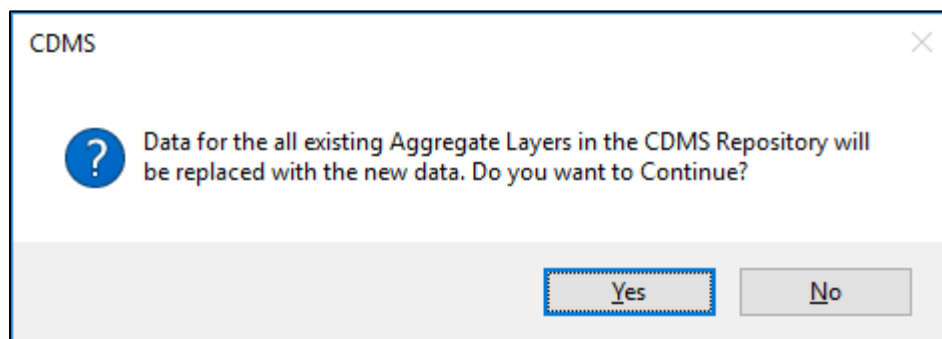 CDMS
?
Data for the all existing Aggregate Layers in the CDMS Repository will
be replaced with the new data. Do you want to Continue?
Yes
No